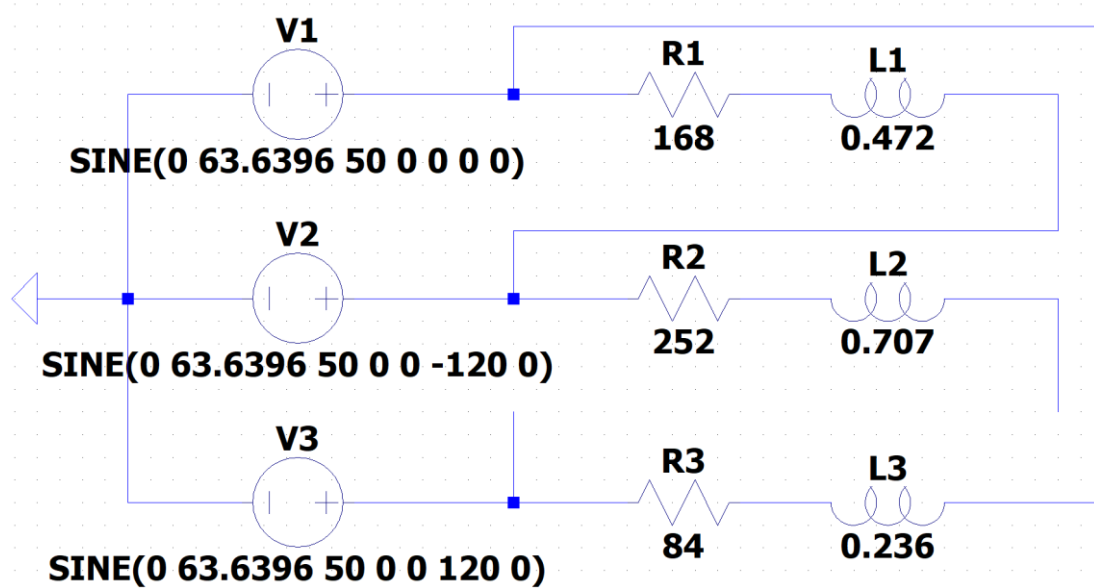 V1
R1
L1
168
0.472
SINE(0 63.6396 50 0 0 0 0)
V2
R2
L2
252
0.707
SINE(0 63.6396 50 0 0 -120 0)
V3
R3
L3
84
0.236
SINE(0 63.6396 50 0 0 120 0)